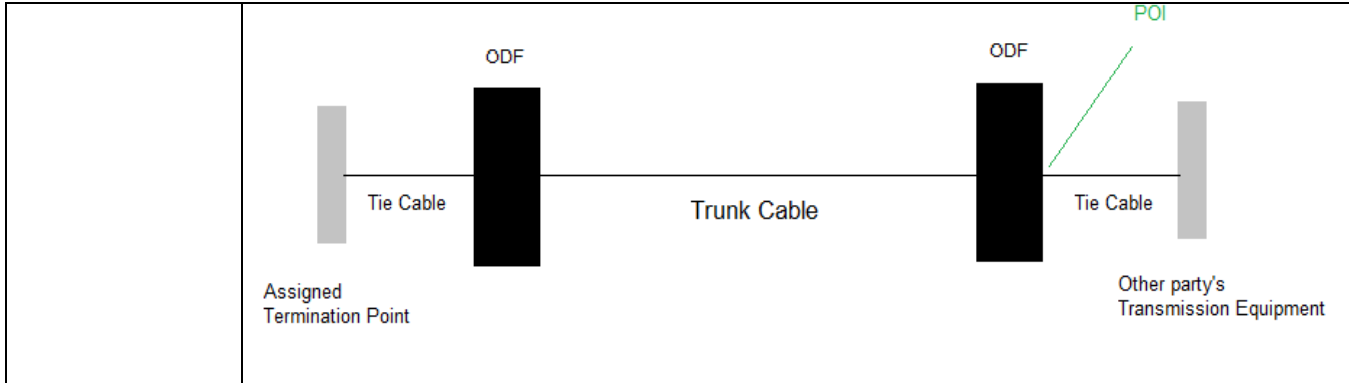 POI
ODF
ODF
Tie Cable
Trunk Cable
Tie Cable
Assigned
Termination Point
Other party's
Transmission Equipment